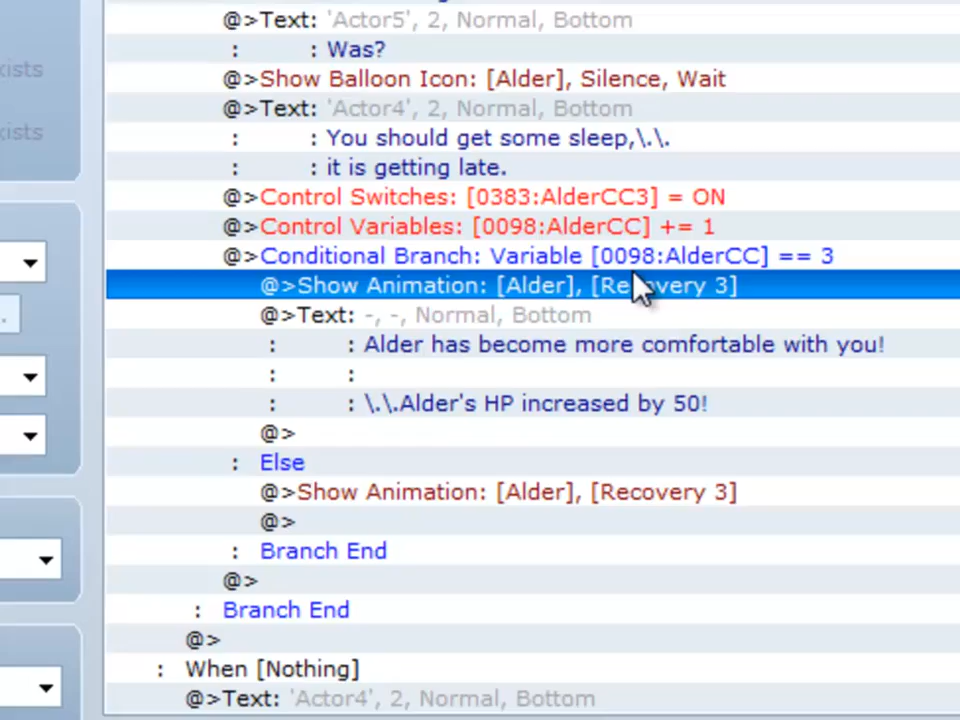 @>Text: 'Actor5', 2, Normal, Bottom
: : Was?
@>Show Balloon Icon: [Alder], Silence, Wait
@>Text: 'Actor4', 2, Normal, Bottom
: : You should get some sleep,\.\.
: : it is getting late.
@>Control Switches: [0383:AlderCC3] = ON
@>Control Variables: [0098:AlderCC] += 1
@>Conditional Branch: Variable [0098:AlderCC] == 3
@>Show Animation: [Alder], [Recovery 3]
@>Text: -, -, Normal, Bottom
: : Alder has become more comfortable with you!
: :
: : \.\.Alder's HP increased by 50!
@>
: Else
@>Show Animation: [Alder], [Recovery 3]
@>
: Branch End
@>
: Branch End
@>
: When [Nothing]
@>Text: 'Actor4', 2, Normal, Bottom